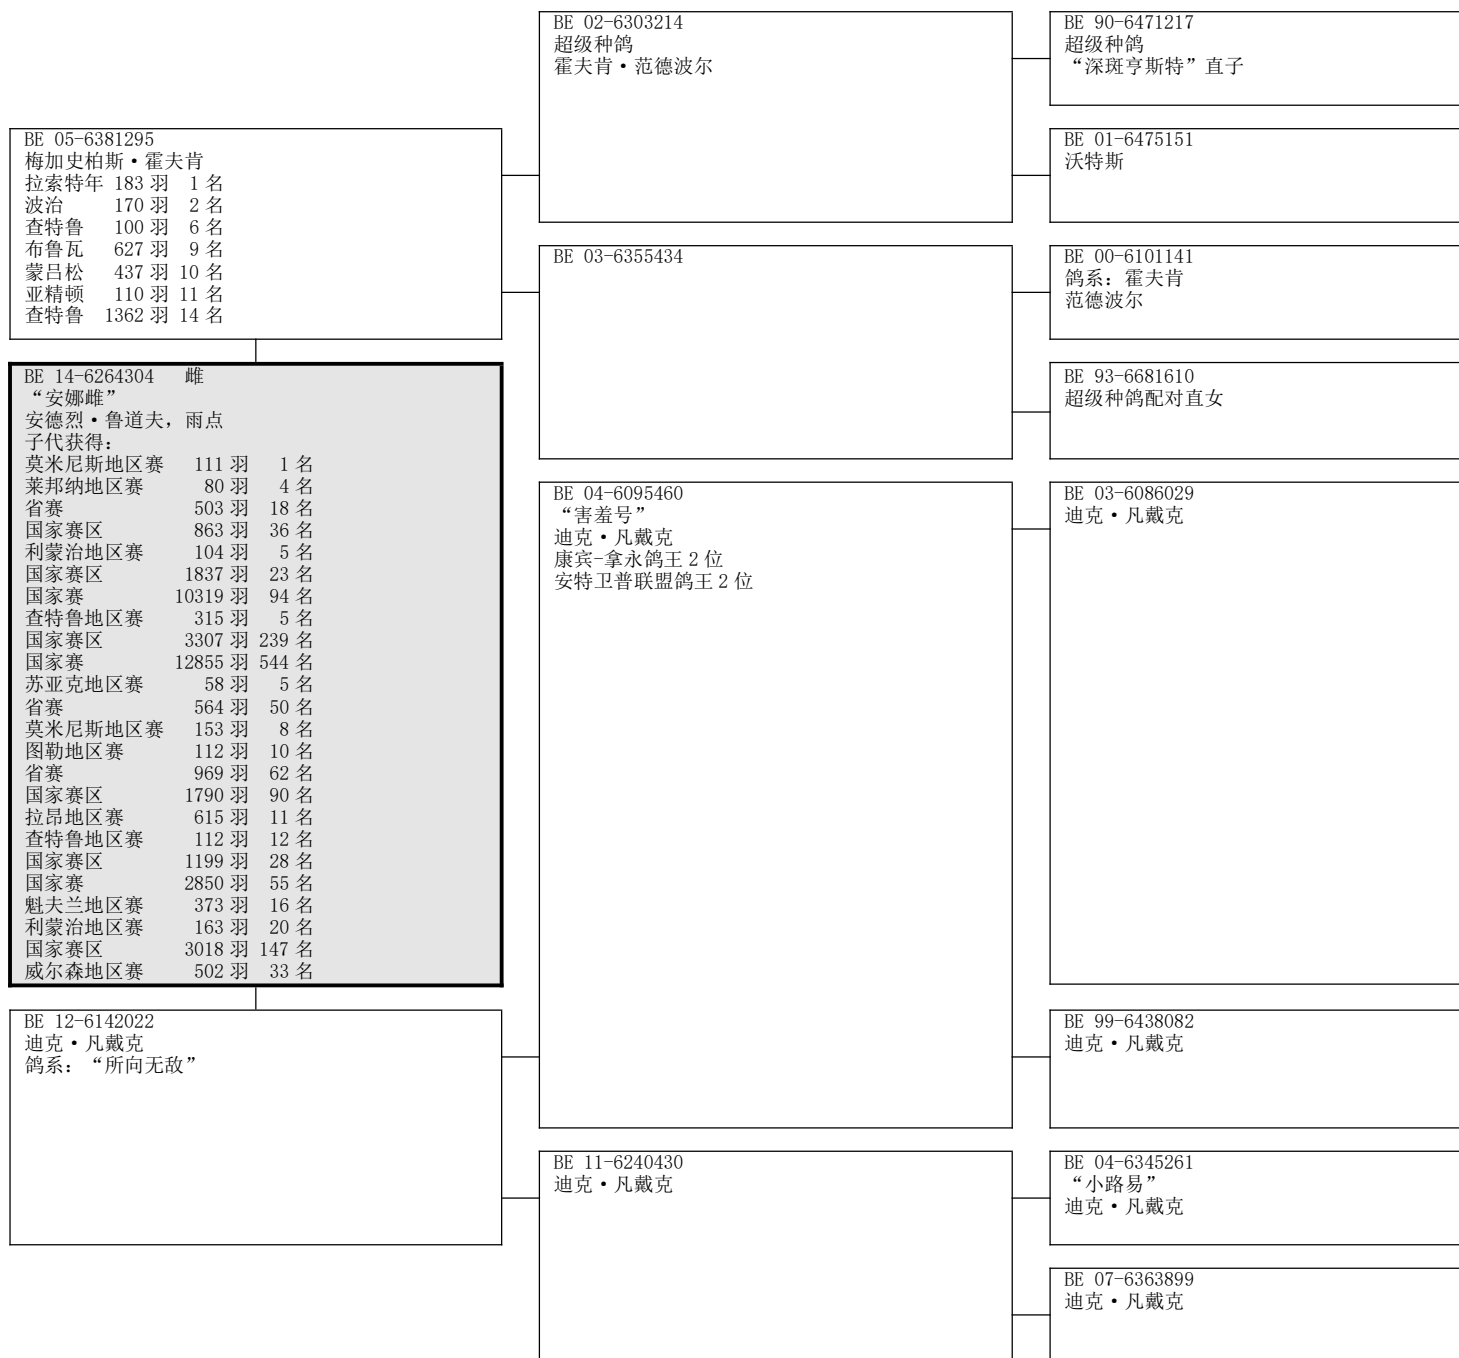 BE 05-6381295
梅加史柏斯·霍夫肯
拉索特年 183 羽 1 名
波治 170 羽 2 名
查特鲁 100 羽 6 名
布鲁瓦 627 羽 9 名
蒙吕松 437 羽 10 名
亚精顿 110 羽 11 名
查特鲁 1362 羽 14 名
BE 14-6264304 雌
“安娜雌”
安德烈·鲁道夫，雨点
子代获得：
莫米尼斯地区赛 111 羽 1 名
莱邦纳地区赛 80 羽 4 名
省赛 503 羽 18 名
国家赛区 863 羽 36 名
利蒙治地区赛 104 羽 5 名
国家赛区 1837 羽 23 名
国家赛 10319 羽 94 名
查特鲁地区赛 315 羽 5 名
国家赛区 3307 羽 239 名
国家赛 12855 羽 544 名
苏亚克地区赛 58 羽 5 名
省赛 564 羽 50 名
莫米尼斯地区赛 153 羽 8 名
图勒地区赛 112 羽 10 名
省赛 969 羽 62 名
国家赛区 1790 羽 90 名
拉昂地区赛 615 羽 11 名
查特鲁地区赛 112 羽 12 名
国家赛区 1199 羽 28 名
国家赛 2850 羽 55 名
魁夫兰地区赛 373 羽 16 名
利蒙治地区赛 163 羽 20 名
国家赛区 3018 羽 147 名
威尔森地区赛 502 羽 33 名
BE 12-6142022
迪克·凡戴克
鸽系：“所向无敌”
BE 02-6303214
超级种鸽
霍夫肯·范德波尔
BE 03-6355434
BE 04-6095460
“害羞号”
迪克·凡戴克
康宾-拿永鸽王 2 位
安特卫普联盟鸽王 2 位
BE 11-6240430
迪克·凡戴克
BE 90-6471217
超级种鸽
“深斑亨斯特”直子
BE 01-6475151
沃特斯
BE 00-6101141
鸽系：霍夫肯
范德波尔
BE 93-6681610
超级种鸽配对直女
BE 03-6086029
迪克·凡戴克
BE 99-6438082
迪克·凡戴克
BE 04-6345261
“小路易”
迪克·凡戴克
BE 07-6363899
迪克·凡戴克